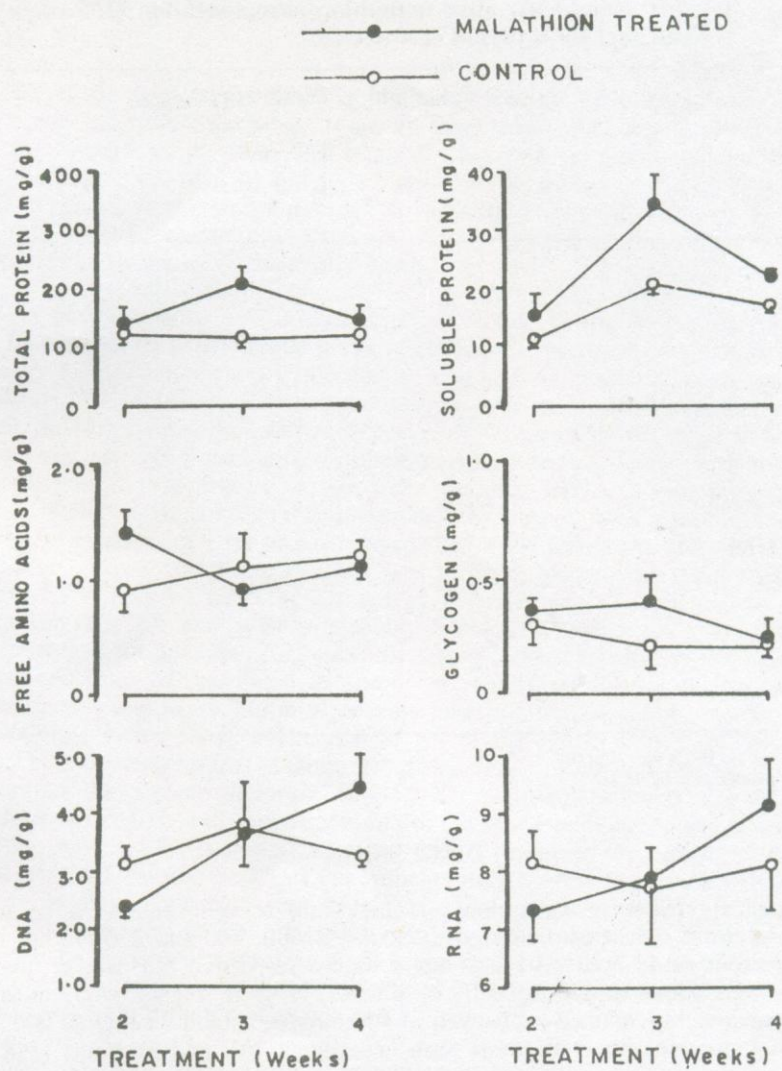 MALATHION TREATED
CONTROL
TOTAL PROTEIN (mg/g)
400
300
200
100
0
SOLUBLE PROTEIN (mg/g)
40
30
20
10
0
FREE AMINO ACIDS (mg/g)
2·0
1·0
0
GLYCOGEN (mg/g)
1·0
0·5
0
DNA (mg/g)
5·0
4·0
3·0
2·0
1·0
2 3 4
TREATMENT (Weeks)
RNA (mg/g)
10
9
8
7
6
2 3 4
TREATMENT (Weeks)